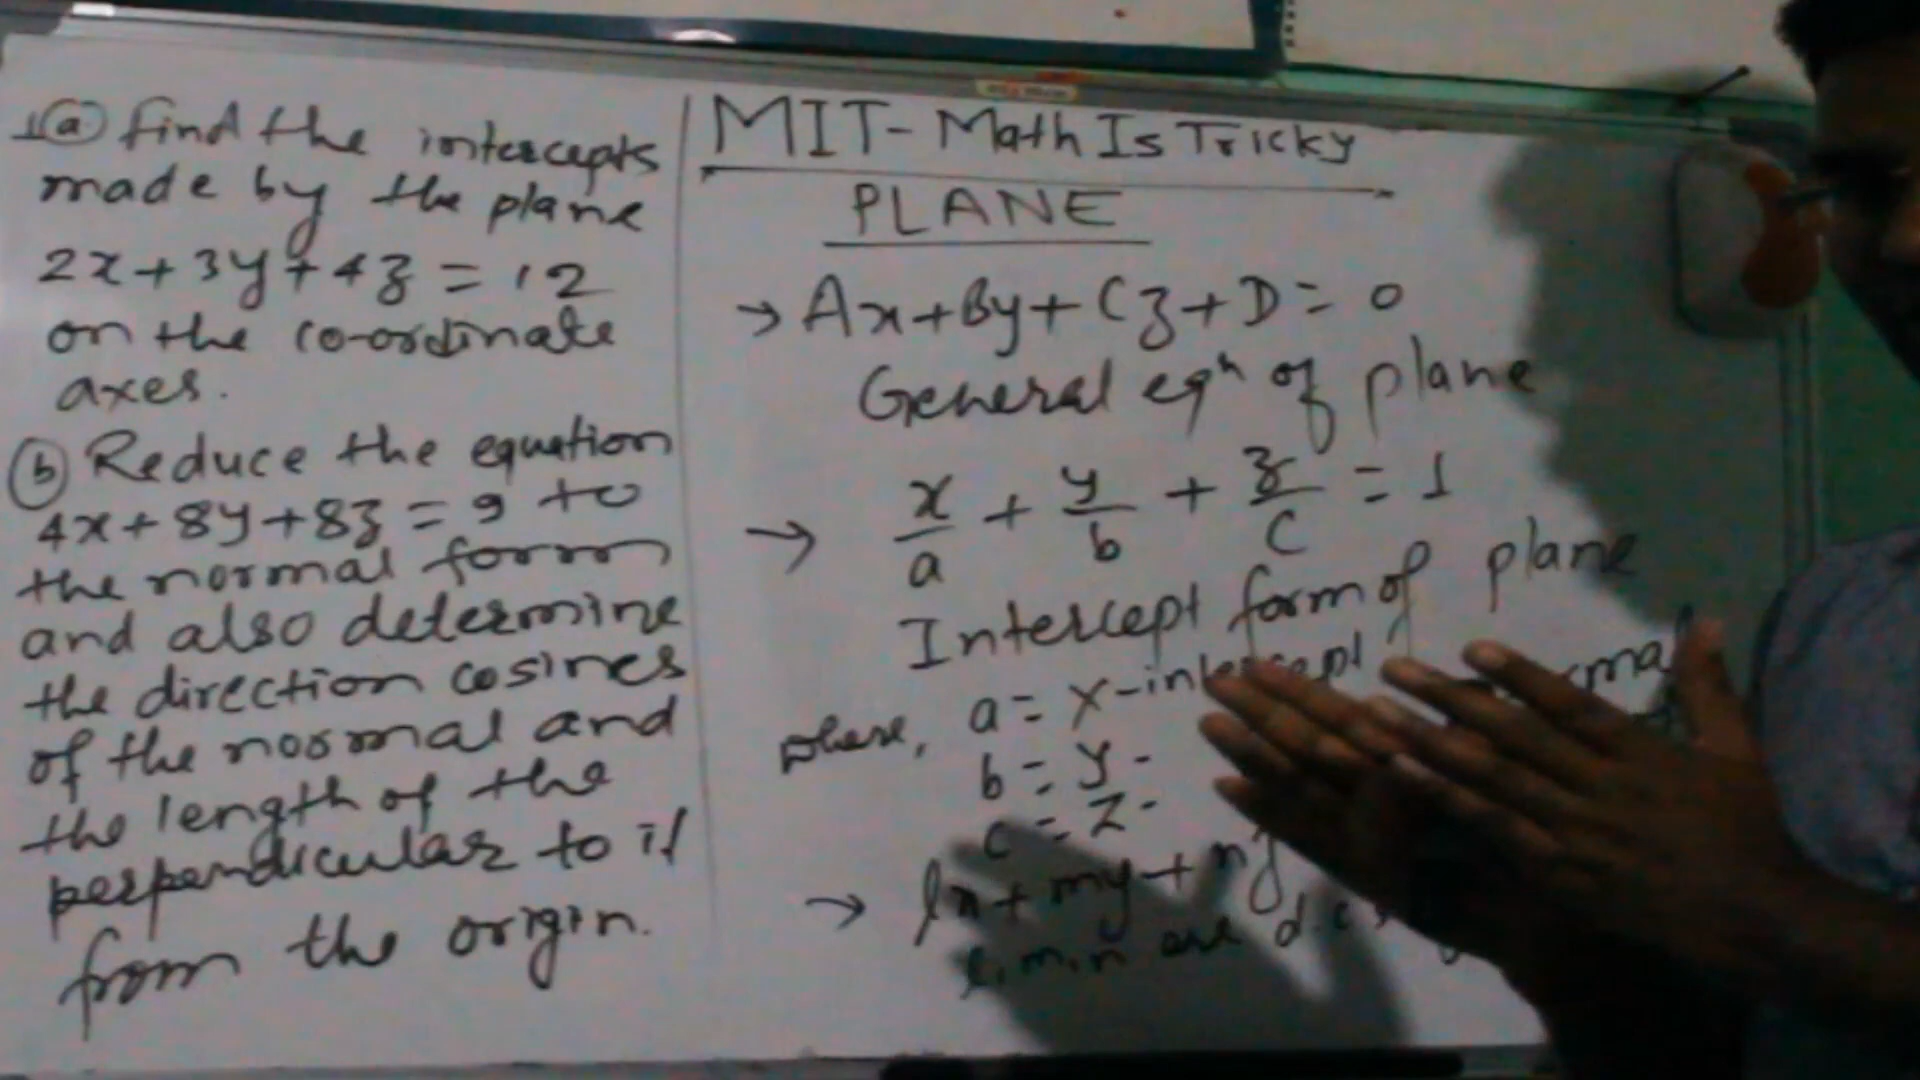 1(a) find the intercepts
made by the plane
2x+3y+4z=12
on the co-ordinate
axes.
(b) Reduce the equation
4x+8y+8z=9 to
the normal form
and also determine
the direction cosines
of the normal and
the length of the
perpendicular to it
from the origin.
MIT-Math Is Tricky
PLANE
→ Ax+By+Cz+D=0
General eqⁿ of plane
→ x/a + y/b + z/c = 1
Intercept form of plane
where, a = x-intercept
b = y-
c = z-
→ lx+my+nz
l, m, n are d.c's